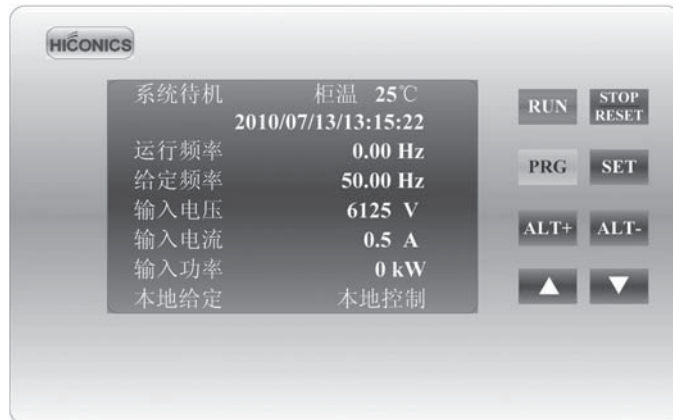 HICONICS
系统待机 柜温 25℃
2010/07/13/13:15:22
运行频率 0.00 Hz
给定频率 50.00 Hz
输入电压 6125 V
输入电流 0.5 A
输入功率 0 kW
本地给定 本地控制
RUN STOP RESET
PRG SET
ALT+ ALT-